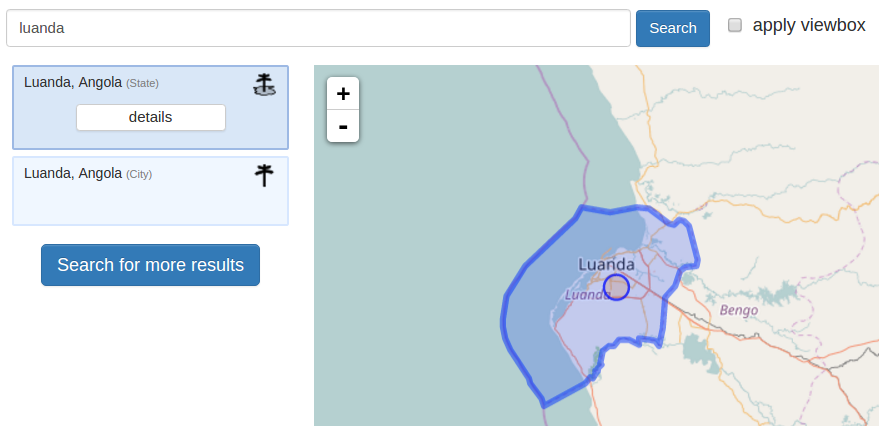 luanda
Search
apply viewbox
Luanda, Angola (State)
details
Luanda, Angola (City)
Search for more results
+
-
Luanda
Luanda
Bengo